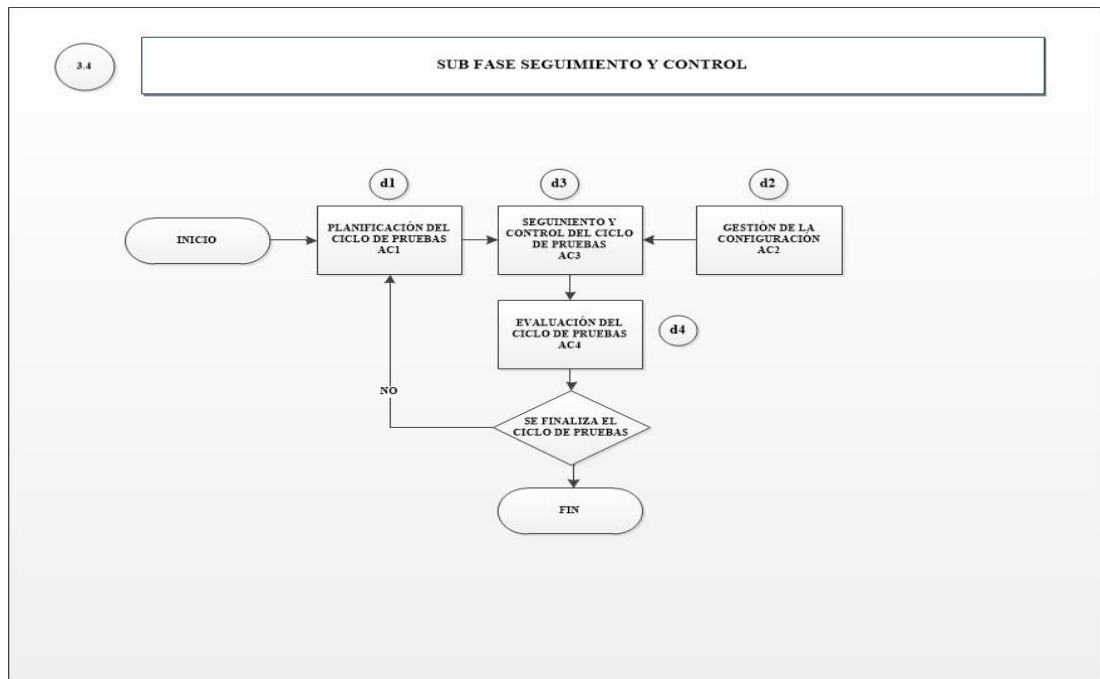 3.4
SUB FASE SEGUIMIENTO Y CONTROL
d1
d3
d2
INICIO
PLANIFICACIÓN DEL
CICLO DE PRUEBAS
AC1
SEGUINIENTO Y
CONTROL DEL CICLO
DE PRUEBAS
AC3
GESTIÓN DE LA
CONFIGURACIÓN
AC2
EVALUACIÓN DEL
CICLO DE PRUEBAS
AC4
d4
NO
SE FINALIZA EL
CICLO DE PRUEBAS
FIN